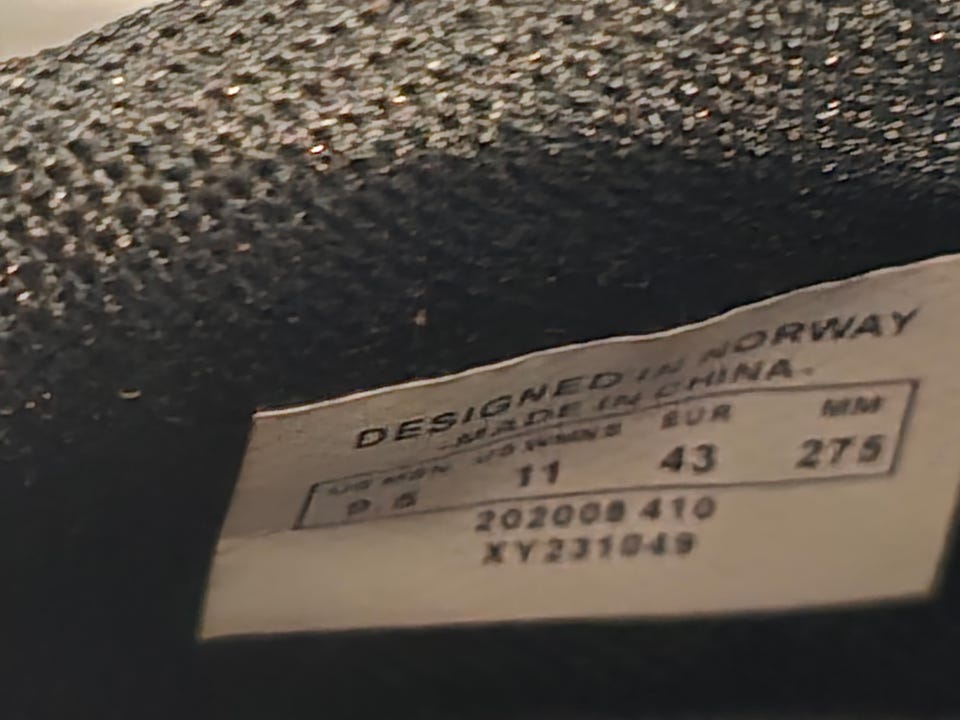 DESIGNED IN NORWAY
MADE IN CHINA
US MEN US WMNS EUR MM
9.5 11 43 275
202008 410
XY231049